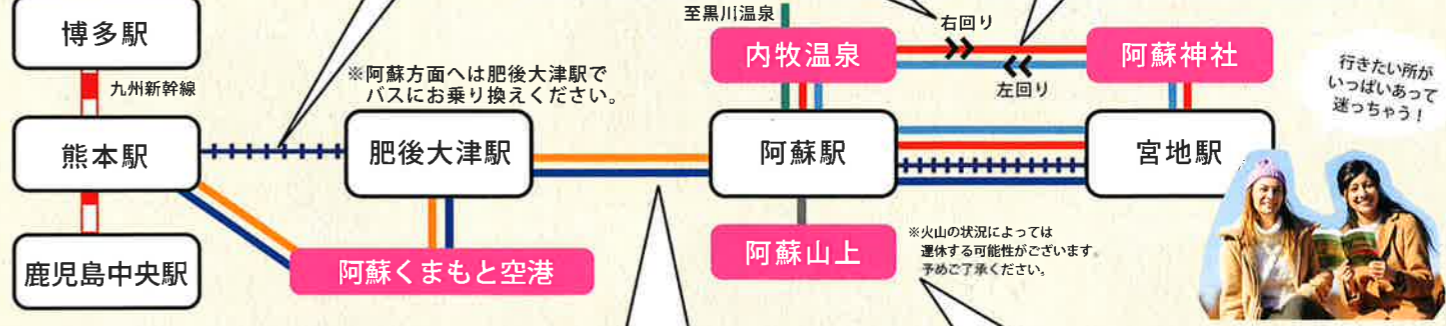 至黒川温泉
博多駅
九州新幹線
※阿蘇方面へは肥後大津駅で
バスにお乗り換えください。
内牧温泉
右回り
左回り
阿蘇神社
行きたい所が
いっぱいあって
迷っちゃう!
熊本駅
肥後大津駅
阿蘇駅
宮地駅
鹿児島中央駅
阿蘇くまもと空港
阿蘇山上
※火山の状況によっては
運休する可能性がございます。
予めご了承ください。